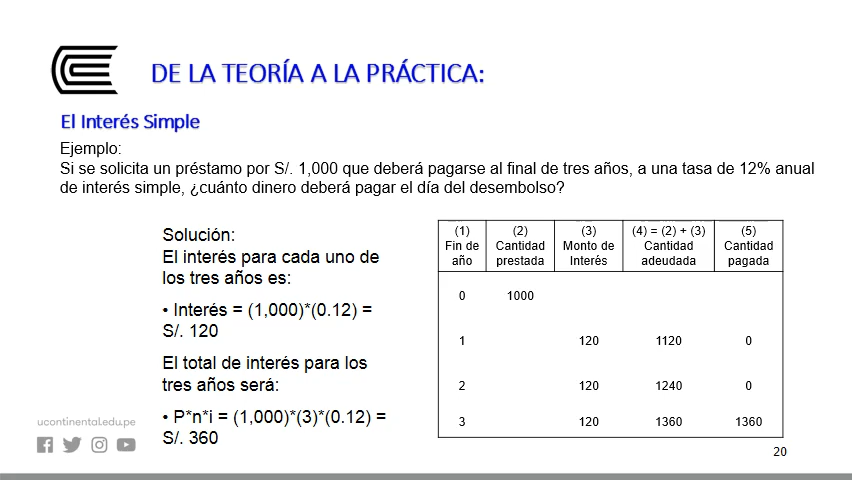 DE LA TEORÍA A LA PRÁCTICA:
El Interés Simple
Ejemplo:
Si se solicita un préstamo por S/. 1,000 que deberá pagarse al final de tres años, a una tasa de 12% anual
de interés simple, ¿cuánto dinero deberá pagar el día del desembolso?
Solución:
El interés para cada uno de
los tres años es:
• Interés = (1,000)*(0.12) =
S/. 120
El total de interés para los
tres años será:
• P*n*i = (1,000)*(3)*(0.12) =
S/. 360
(1) (2) (3) (4) = (2) + (3) (5)
Fin de Cantidad Monto de Cantidad Cantidad
año prestada Interés adeudada pagada
0 1000
1 120 1120 0
2 120 1240 0
3 120 1360 1360
ucontinental.edu.pe
20